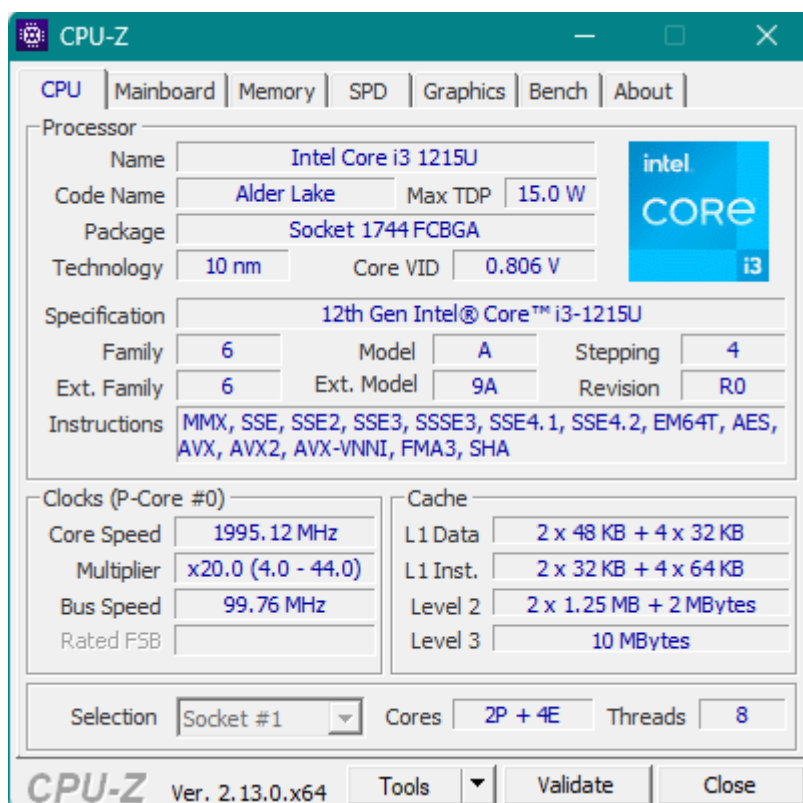 CPU-Z
CPU Mainboard Memory SPD Graphics Bench About
Processor
Name Intel Core i3 1215U
Code Name Alder Lake Max TDP 15.0 W
Package Socket 1744 FCBGA
Technology 10 nm Core VID 0.806 V
intel
CORE
i3
Specification 12th Gen Intel® Core™ i3-1215U
Family 6 Model A Stepping 4
Ext. Family 6 Ext. Model 9A Revision R0
Instructions MMX, SSE, SSE2, SSE3, SSSE3, SSE4.1, SSE4.2, EM64T, AES,
AVX, AVX2, AVX-VNNI, FMA3, SHA
Clocks (P-Core #0)
Core Speed 1995.12 MHz
Multiplier x20.0 (4.0 - 44.0)
Bus Speed 99.76 MHz
Rated FSB
Cache
L1 Data 2 x 48 KB + 4 x 32 KB
L1 Inst. 2 x 32 KB + 4 x 64 KB
Level 2 2 x 1.25 MB + 2 MBytes
Level 3 10 MBytes
Selection Socket #1 Cores 2P + 4E Threads 8
CPU-Z Ver. 2.13.0.x64 Tools Validate Close